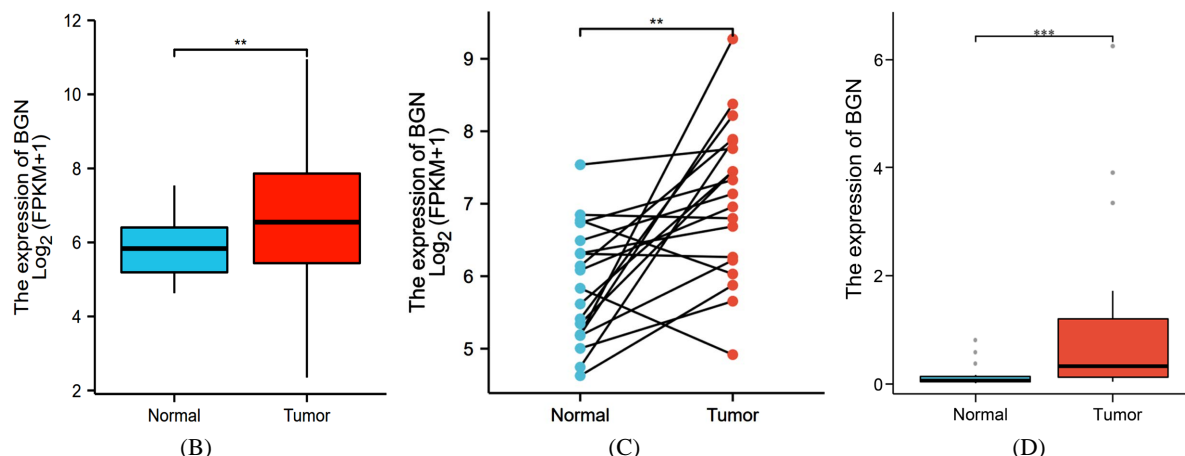 The expression of BGN
Log2 (FPKM+1)
12
10
8
6
4
2
**
Normal
Tumor
(B)
The expression of BGN
Log2 (FPKM+1)
9
8
7
6
5
**
Normal
Tumor
(C)
The expression of BGN
6
4
2
0
***
Normal
Tumor
(D)